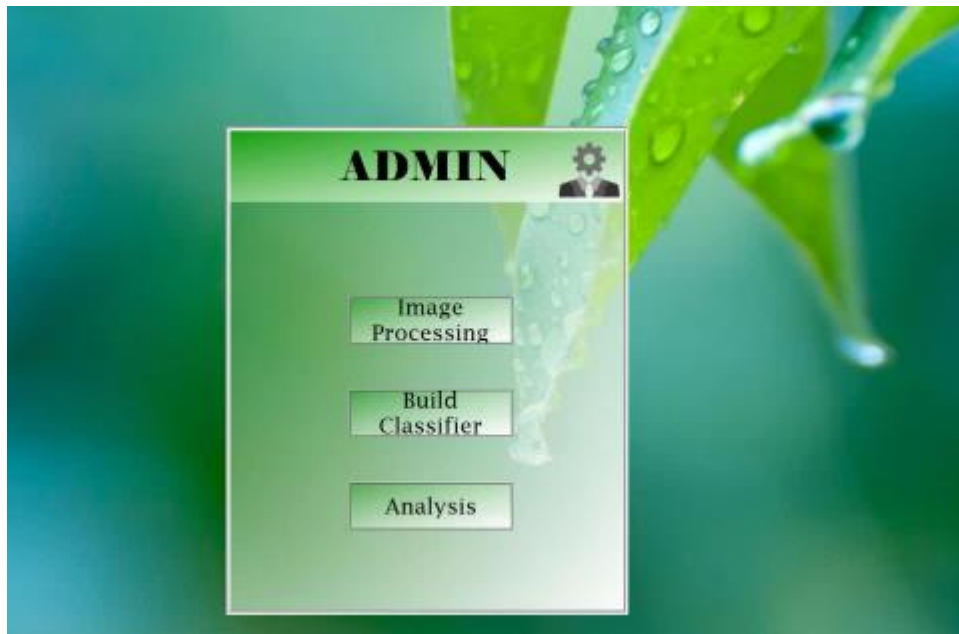 ADMIN
Image
Processing
Build
Classifier
Analysis